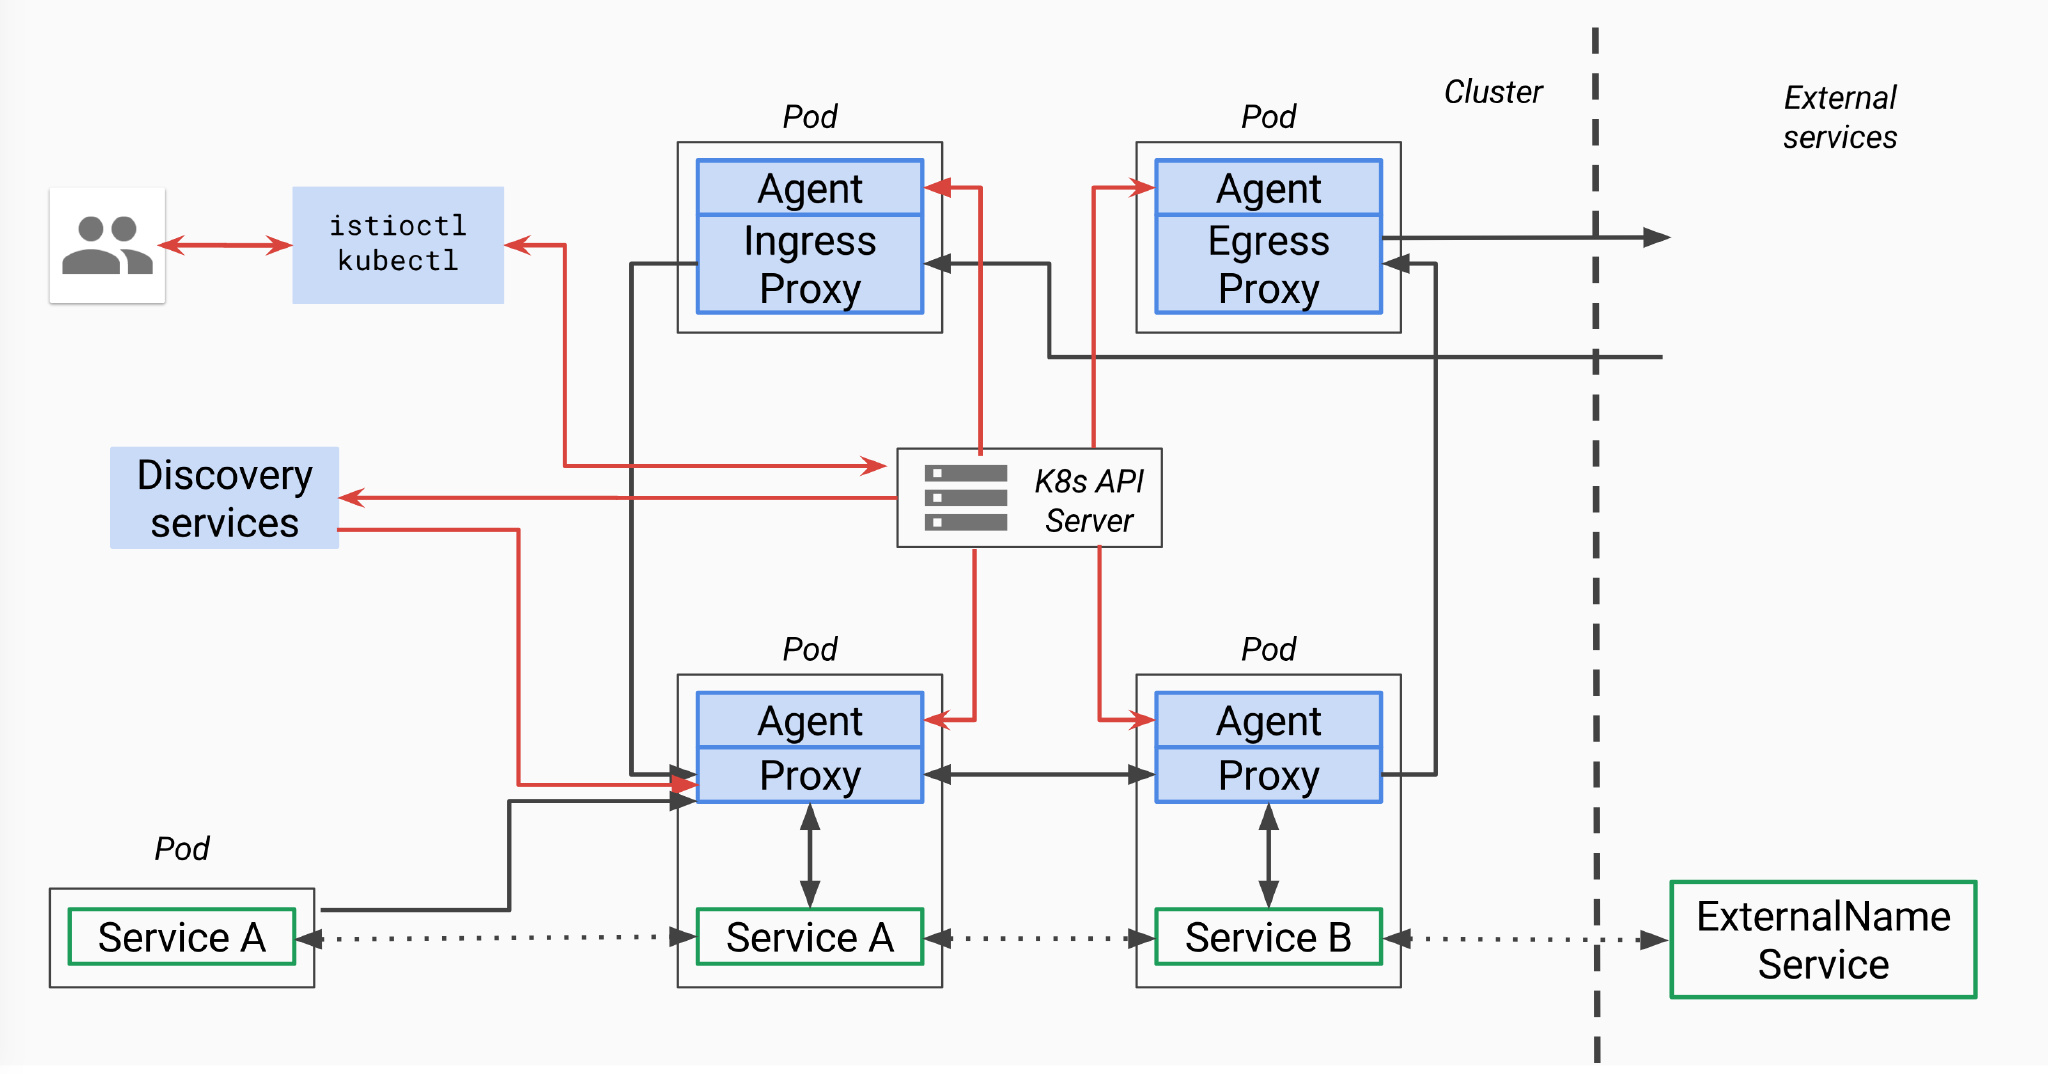 Cluster
External
services
Pod
Pod
Agent
Ingress
Proxy
Agent
Egress
Proxy
istioctl
kubectl
Discovery
services
K8s API
Server
Pod
Pod
Agent
Proxy
Agent
Proxy
Pod
Service A
Service A
Service B
ExternalName
Service